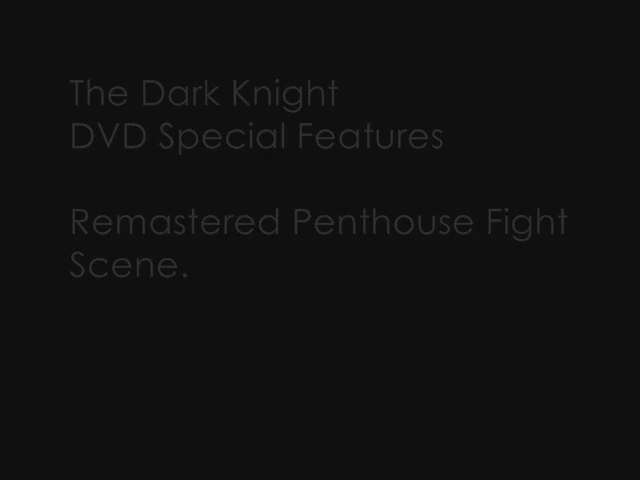 The Dark Knight
DVD Special Features
Remastered Penthouse Fight
Scene.